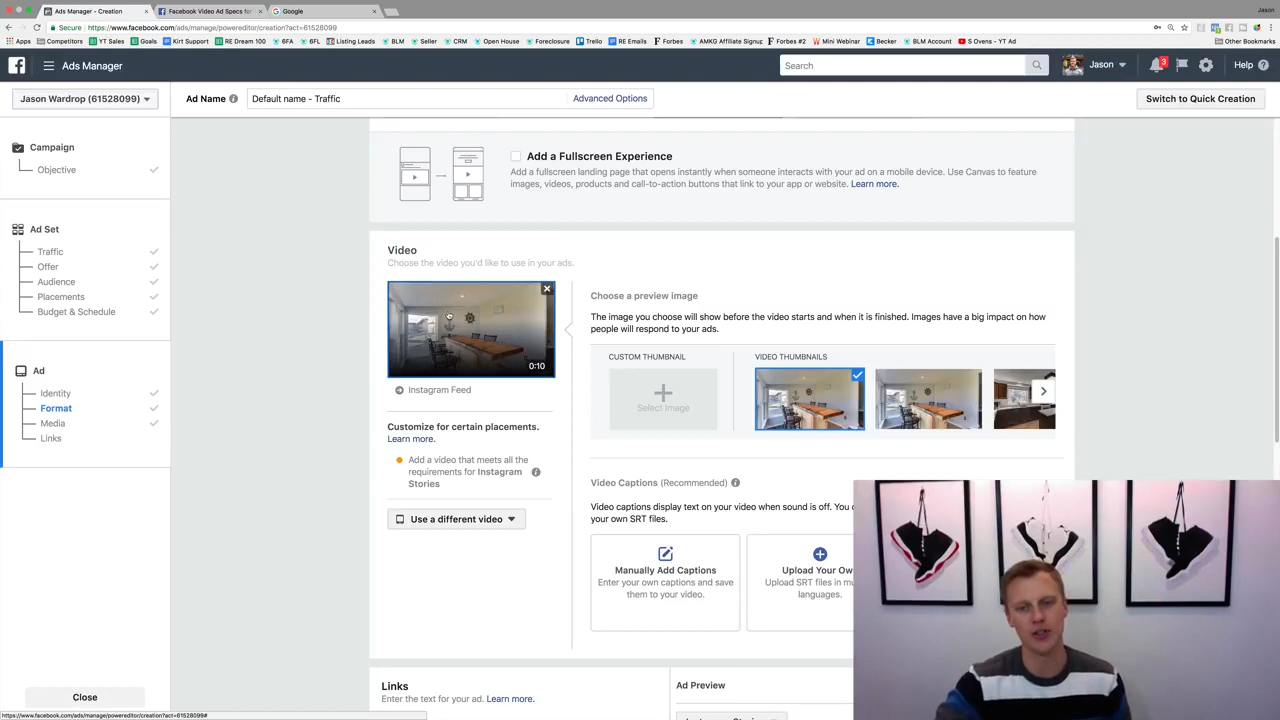 Ads Manager - Creation
Facebook Video Ad Specs for
Google
Jason
Secure
https://www.facebook.com/ads/manage/powereditor/creation?act=61528099
Apps
Competitors
YT Sales
Goals
Kirt Support
RE Dream 100
6FA
6FL
Listing Leads
BLM
Seller
CRM
Open House
Foreclosure
Trello
RE Emails
Forbes
AMKG Affiliate Signup
Forbes #2
Mini Webinar
Becker
BLM Account
S Ovens - YT Ad
Other Bookmarks
Ads Manager
Search
Jason
3
Help
Jason Wardrop (61528099)
Ad Name
Default name - Traffic
Advanced Options
Switch to Quick Creation
Campaign
Objective
Ad Set
Traffic
Offer
Audience
Placements
Budget & Schedule
Ad
Identity
Format
Media
Links
Close
Add a Fullscreen Experience
Add a fullscreen landing page that opens instantly when someone interacts with your ad on a mobile device. Use Canvas to feature
images, videos, products and call-to-action buttons that link to your app or website. Learn more.
Video
Choose the video you'd like to use in your ads.
0:10
Instagram Feed
Customize for certain placements.
Learn more.
Add a video that meets all the
requirements for Instagram
Stories
Use a different video
Choose a preview image
The image you choose will show before the video starts and when it is finished. Images have a big impact on how
people will respond to your ads.
CUSTOM THUMBNAIL
VIDEO THUMBNAILS
Select Image
Video Captions (Recommended)
Video captions display text on your video when sound is off. You
your own SRT files.
Manually Add Captions
Enter your own captions and save
them to your video.
Upload Your Ow
Upload SRT files in mu
languages.
Links
Enter the text for your ad. Learn more.
Ad Preview
https://www.facebook.com/ads/manage/powereditor/creation?act=61528099#